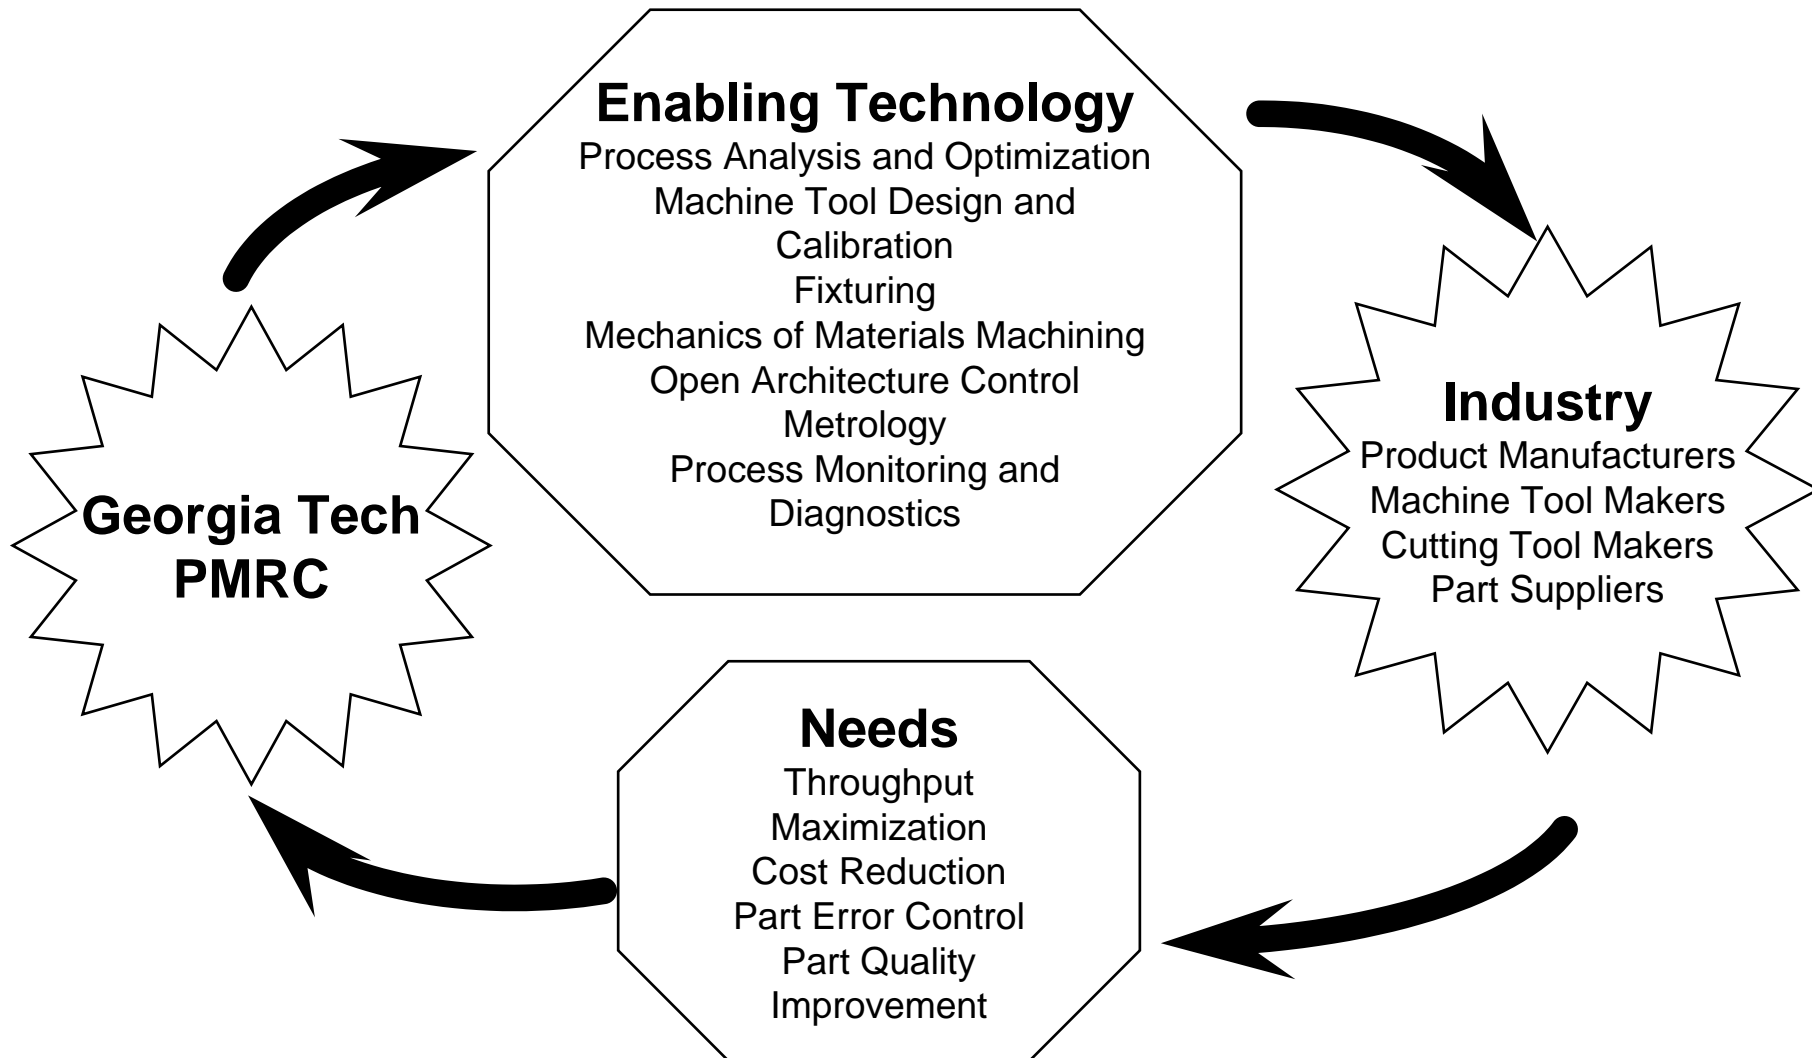 Enabling Technology
Process Analysis and Optimization
Machine Tool Design and
Calibration
Fixturing
Mechanics of Materials Machining
Open Architecture Control
Metrology
Process Monitoring and
Diagnostics
Industry
Product Manufacturers
Machine Tool Makers
Cutting Tool Makers
Part Suppliers
Georgia Tech
PMRC
Needs
Throughput
Maximization
Cost Reduction
Part Error Control
Part Quality
Improvement